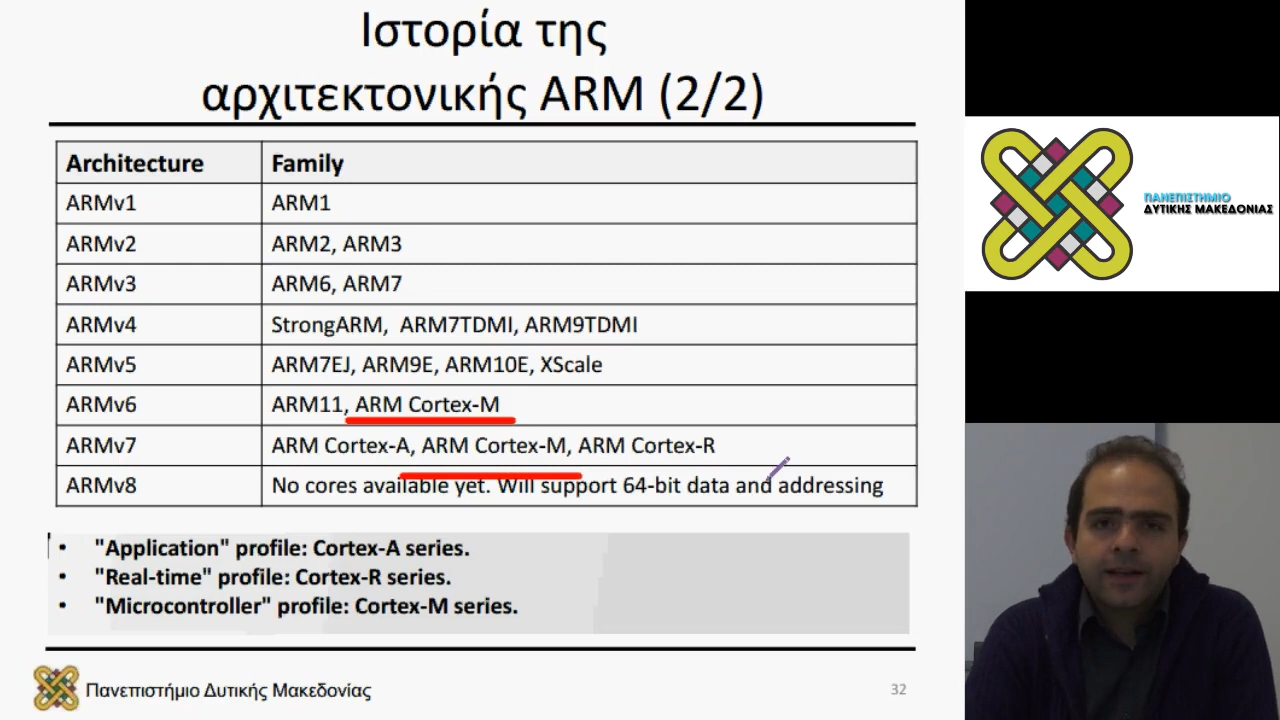 Ιστορία της
αρχιτεκτονικής ARM (2/2)
Architecture Family
ARMv1 ARM1
ARMv2 ARM2, ARM3
ARMv3 ARM6, ARM7
ARMv4 StrongARM, ARM7TDMI, ARM9TDMI
ARMv5 ARM7EJ, ARM9E, ARM10E, XScale
ARMv6 ARM11, ARM Cortex-M
ARMv7 ARM Cortex-A, ARM Cortex-M, ARM Cortex-R
ARMv8 No cores available yet. Will support 64-bit data and addressing
• "Application" profile: Cortex-A series.
• "Real-time" profile: Cortex-R series.
• "Microcontroller" profile: Cortex-M series.
Πανεπιστήμιο Δυτικής Μακεδονίας
32
ΠΑΝΕΠΙΣΤΗΜΙΟ
ΔΥΤΙΚΗΣ ΜΑΚΕΔΟΝΙΑΣ